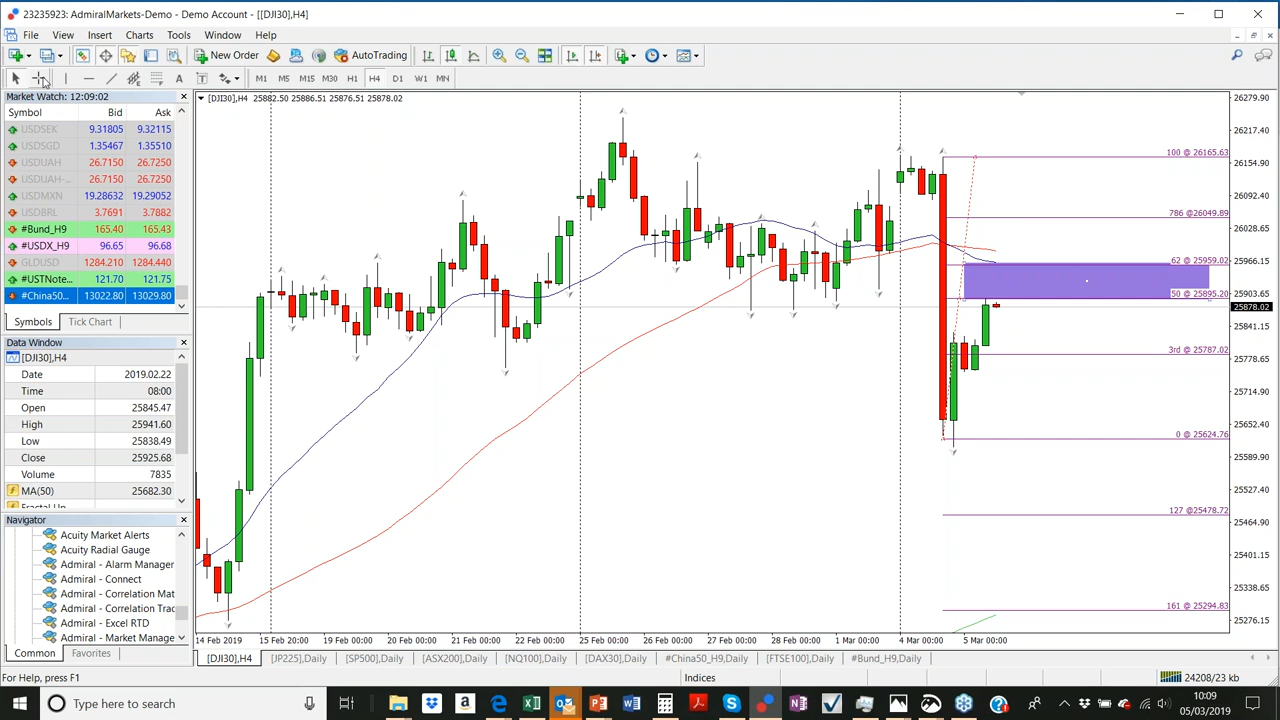 23235923: AdmiralMarkets-Demo - Demo Account - [[DJI30],H4]
File View Insert Charts Tools Window Help
New Order AutoTrading
A T M1 M5 M15 M30 H1 H4 D1 W1 MN
Market Watch: 12:09:02
Symbol Bid Ask
USDSEK 9.31805 9.32115
USDSGD 1.35467 1.35510
USDUAH 26.7150 26.7250
USDUAH-... 26.7150 26.7250
USDMXN 19.28632 19.29052
USDBRL 3.7691 3.7882
#Bund_H9 165.40 165.43
#USDX_H9 96.65 96.68
GLDUSD 1284.210 1284.440
#USTNote... 121.70 121.75
#China50... 13022.80 13029.80
Symbols Tick Chart
Data Window
[DJI30],H4
Date 2019.02.22
Time 08:00
Open 25845.47
High 25941.60
Low 25838.49
Close 25925.68
Volume 7835
MA(50) 25682.30
Navigator
Acuity Market Alerts
Acuity Radial Gauge
Admiral - Alarm Manager
Admiral - Connect
Admiral - Correlation Mat
Admiral - Correlation Trac
Admiral - Excel RTD
Admiral - Market Manage
Common Favorites
[DJI30],H4 25882.50 25886.51 25876.51 25878.02
100 @ 26165.63
786 @26049.89
62 @ 25959.02
50 @ 25895.20
3rd @ 25787.02
0 @ 25624.76
127 @25478.72
161 @ 25294.83
26279.90
26217.40
26154.90
26092.40
26028.65
25966.15
25903.65
25878.02
25841.15
25778.65
25714.90
25652.40
25589.90
25527.40
25464.90
25401.15
25338.65
25276.15
14 Feb 2019 15 Feb 20:00 19 Feb 00:00 20 Feb 00:00 21 Feb 00:00 22 Feb 00:00 25 Feb 00:00 26 Feb 00:00 27 Feb 00:00 28 Feb 00:00 1 Mar 00:00 4 Mar 00:00 5 Mar 00:00
[DJI30],H4 [JP225],Daily [SP500],Daily [ASX200],Daily [NQ100],Daily [DAX30],Daily #China50_H9,Daily [FTSE100],Daily #Bund_H9,Daily
For Help, press F1 Indices 24208/23 kb
Type here to search
10:09
05/03/2019